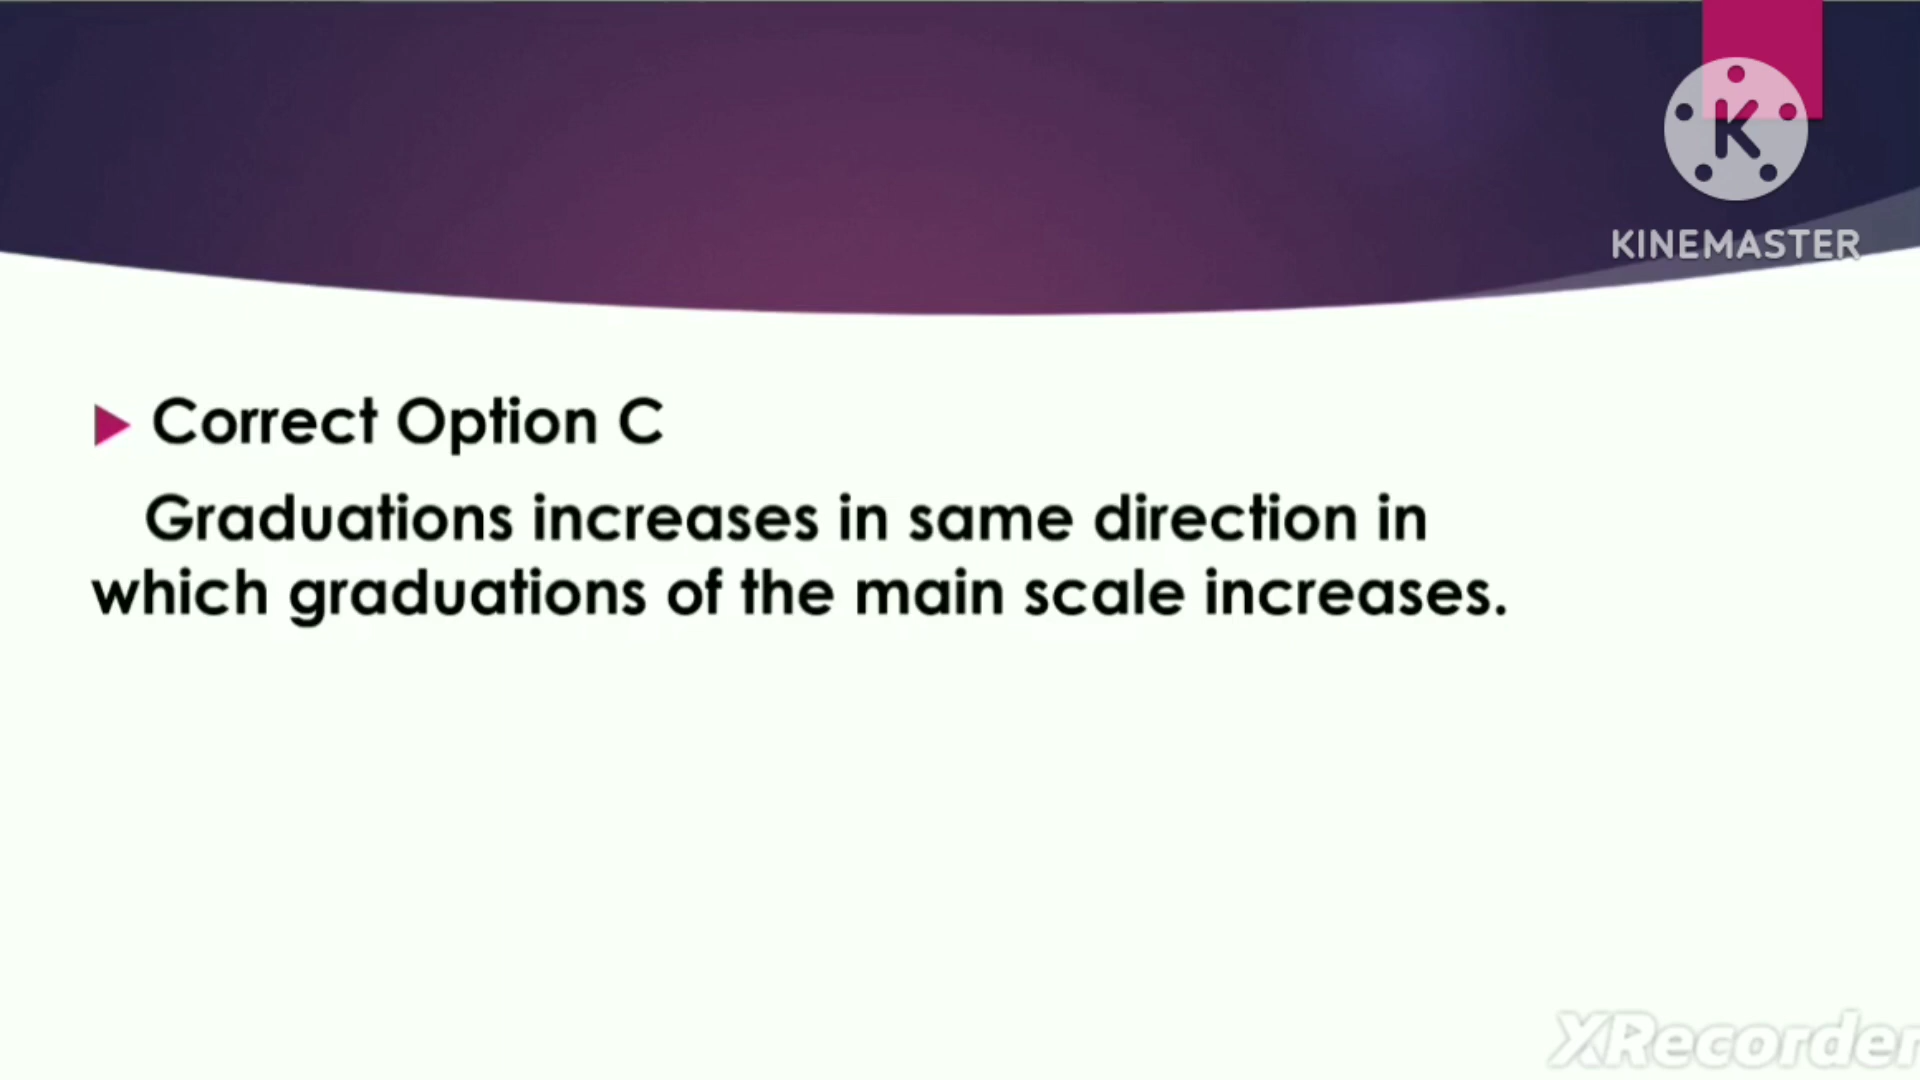 K
KINEMASTER
Correct Option C
Graduations increases in same direction in
which graduations of the main scale increases.
XRecorder